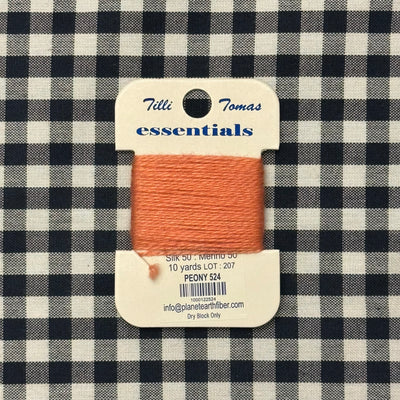 Tilli Tomas
essentials
Silk 50 : Merino 50
10 yards LOT : 207
PEONY 524
1000122524
info@planetearthfiber.com
Dry Block Only